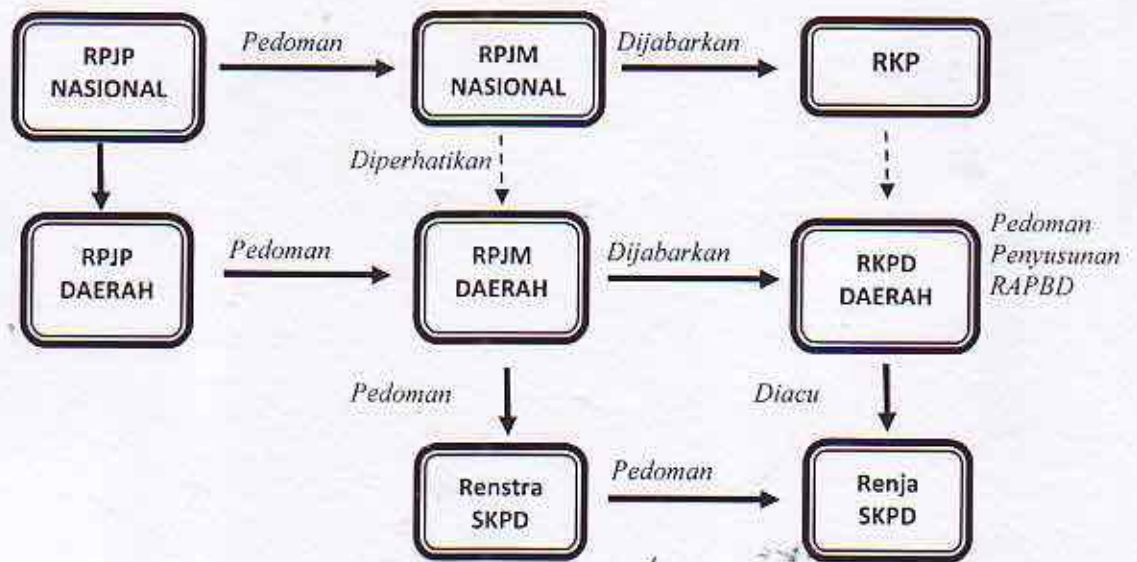 RPJP
NASIONAL
Pedoman
RPJM
NASIONAL
Dijabarkan
RKP
Diperhatikan
RPJP
DAERAH
Pedoman
RPJM
DAERAH
Dijabarkan
RKPD
DAERAH
Pedoman
Penyusunan
RAPBD
Pedoman
Diacu
Renstra
SKPD
Pedoman
Renja
SKPD